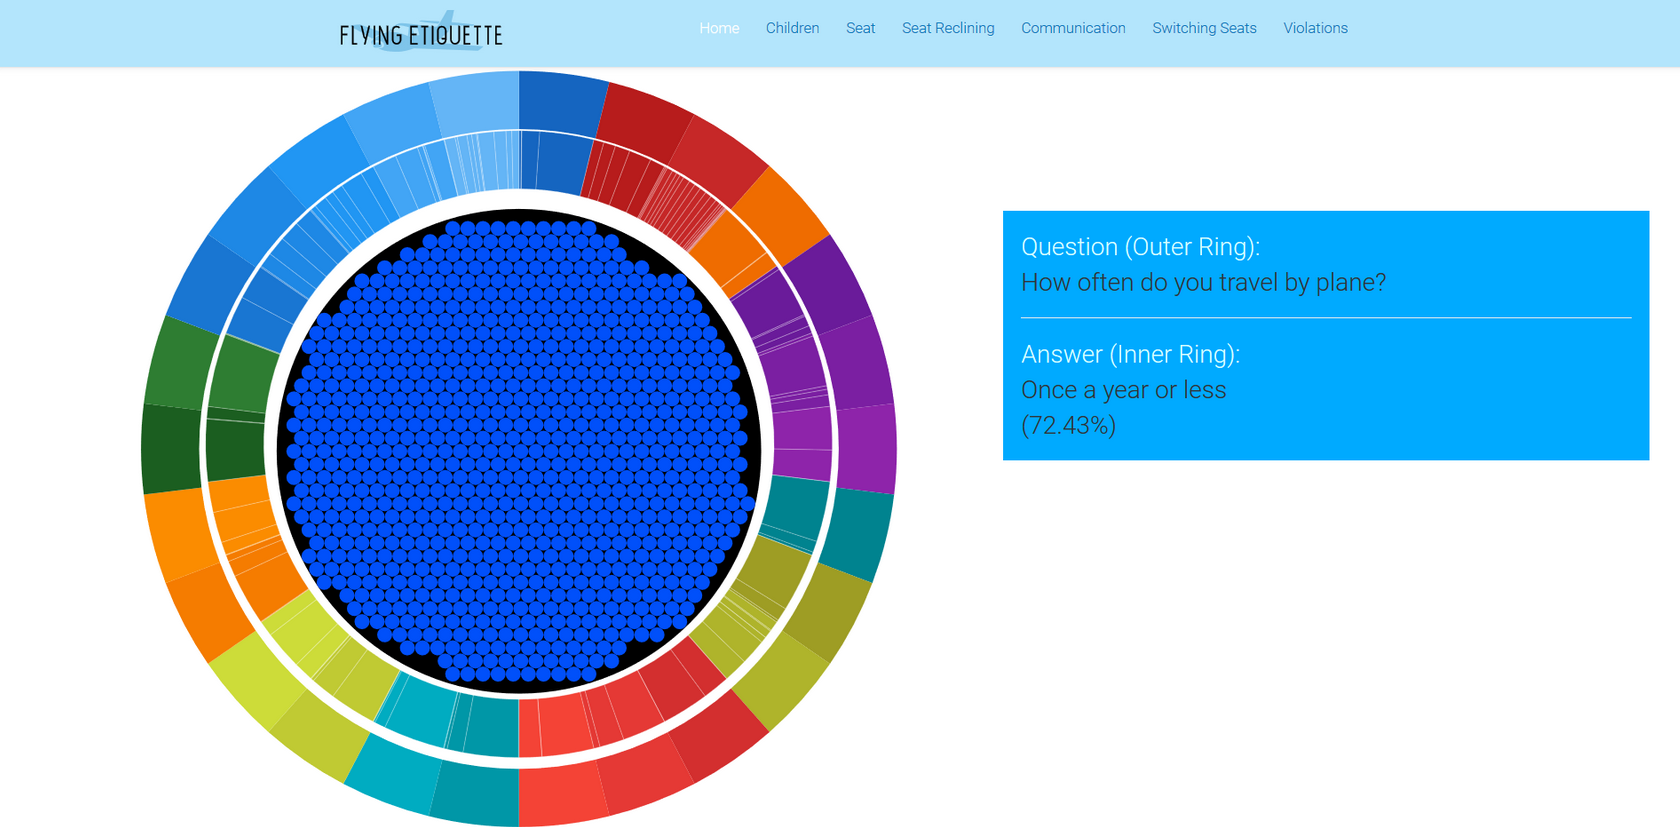 FLYING ETIQUETTE
Home Children Seat Seat Reclining Communication Switching Seats Violations
Question (Outer Ring):
How often do you travel by plane?
Answer (Inner Ring):
Once a year or less
(72.43%)